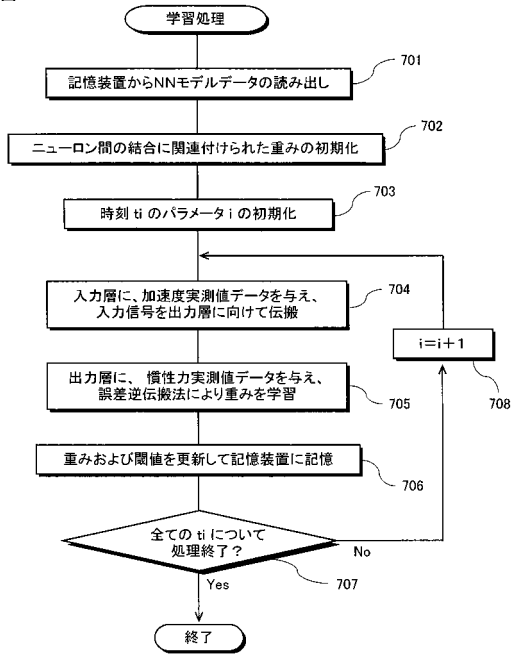 学習処理
701
記憶装置からNNモデルデータの読み出し
702
ニューロン間の結合に関連付けられた重みの初期化
703
時刻 ti のパラメータ i の初期化
入力層に、加速度実測値データを与え、
入力信号を出力層に向けて伝搬
704
i=i+1
708
出力層に、慣性力実測値データを与え、
誤差逆伝搬法により重みを学習
705
重みおよび閾値を更新して記憶装置に記憶
706
全ての ti について
処理終了？
No
707
Yes
終了